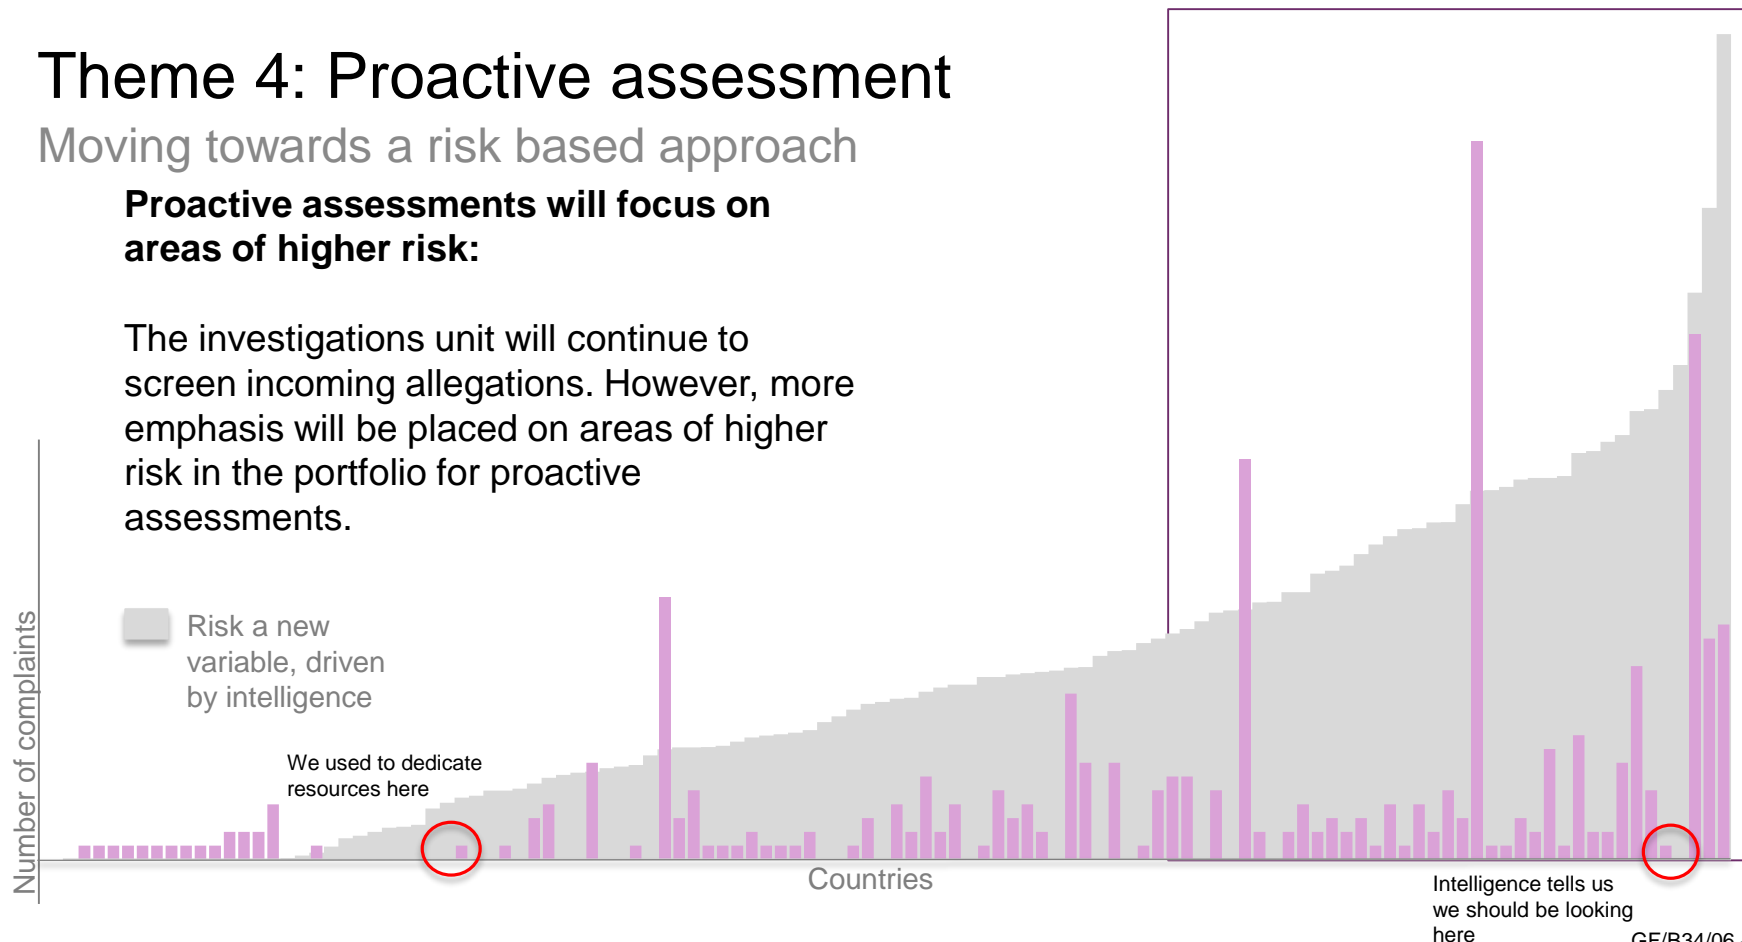 Theme 4: Proactive assessment
Moving towards a risk based approach
Proactive assessments will focus on
areas of higher risk:
The investigations unit will continue to
screen incoming allegations. However, more
emphasis will be placed on areas of higher
risk in the portfolio for proactive
assessments.
Number of complaints
Risk a new
variable, driven
by intelligence
We used to dedicate
resources here
Countries
Intelligence tells us
we should be looking
here
GF/B34/06